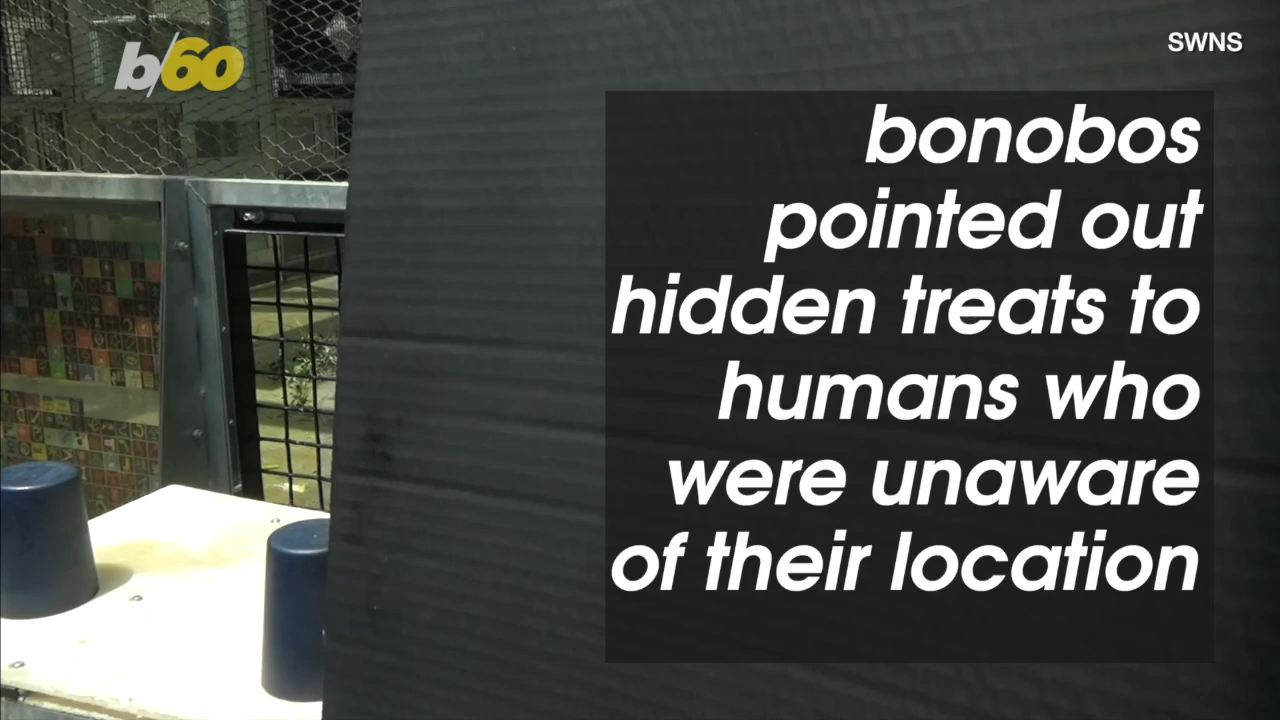 b/60
SWNS
bonobos
pointed out
hidden treats to
humans who
were unaware
of their location